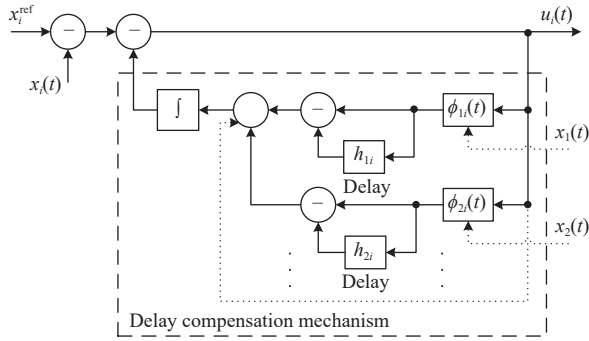 x_i^ref
−
−
u_i(t)
x_i(t)
∫
−
ϕ_1i(t)
h_1i
x_1(t)
Delay
−
ϕ_2i(t)
h_2i
x_2(t)
Delay
Delay compensation mechanism